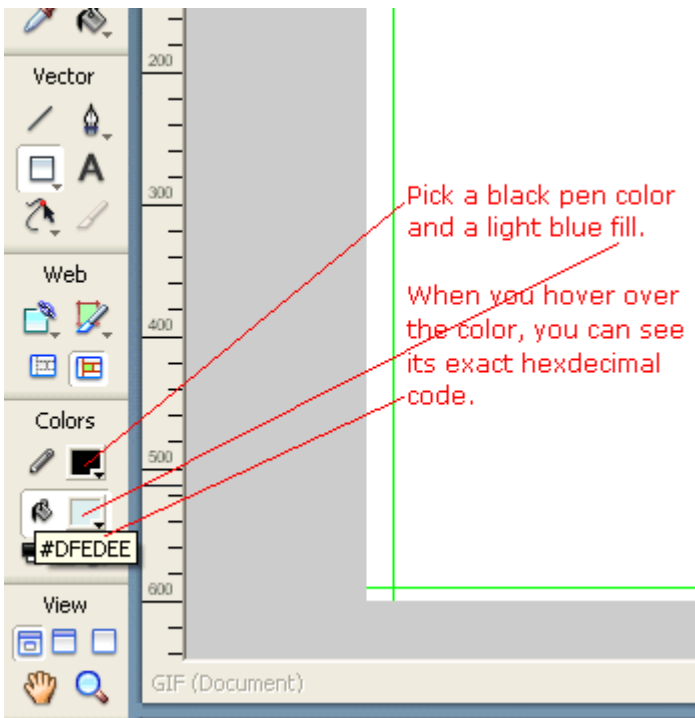 Vector
A
Web
Colors
#DFEDEE
View
200
300
400
500
600
Pick a black pen color
and a light blue fill.
When you hover over
the color, you can see
its exact hexdecimal
code.
GIF (Document)